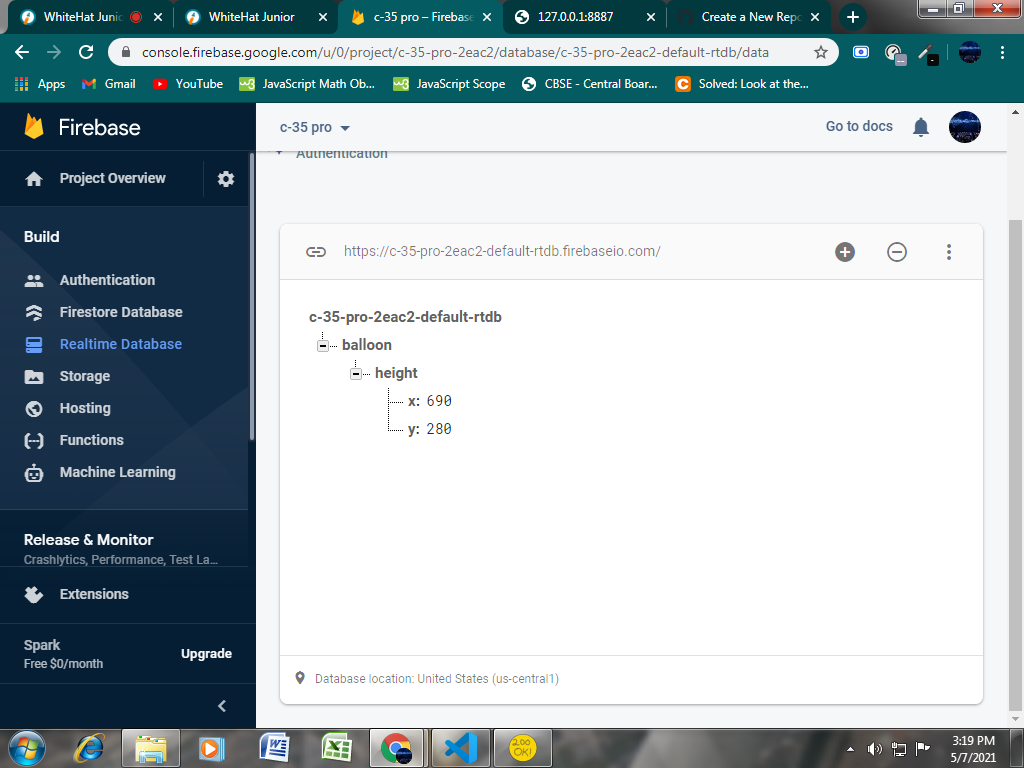 WhiteHat Junic
WhiteHat Junior
c-35 pro – Firebase
127.0.0.1:8887
Create a New Repo
console.firebase.google.com/u/0/project/c-35-pro-2eac2/database/c-35-pro-2eac2-default-rtdb/data
Apps
Gmail
YouTube
JavaScript Math Ob...
JavaScript Scope
CBSE - Central Boar...
Solved: Look at the...
Firebase
c-35 pro
Go to docs
Authentication
Project Overview
Build
Authentication
Firestore Database
Realtime Database
Storage
Hosting
Functions
Machine Learning
Release & Monitor
Crashlytics, Performance, Test La...
Extensions
Spark
Free $0/month
Upgrade
https://c-35-pro-2eac2-default-rtdb.firebaseio.com/
c-35-pro-2eac2-default-rtdb
balloon
height
x: 690
y: 280
Database location: United States (us-central1)
200
OK!
3:19 PM
5/7/2021